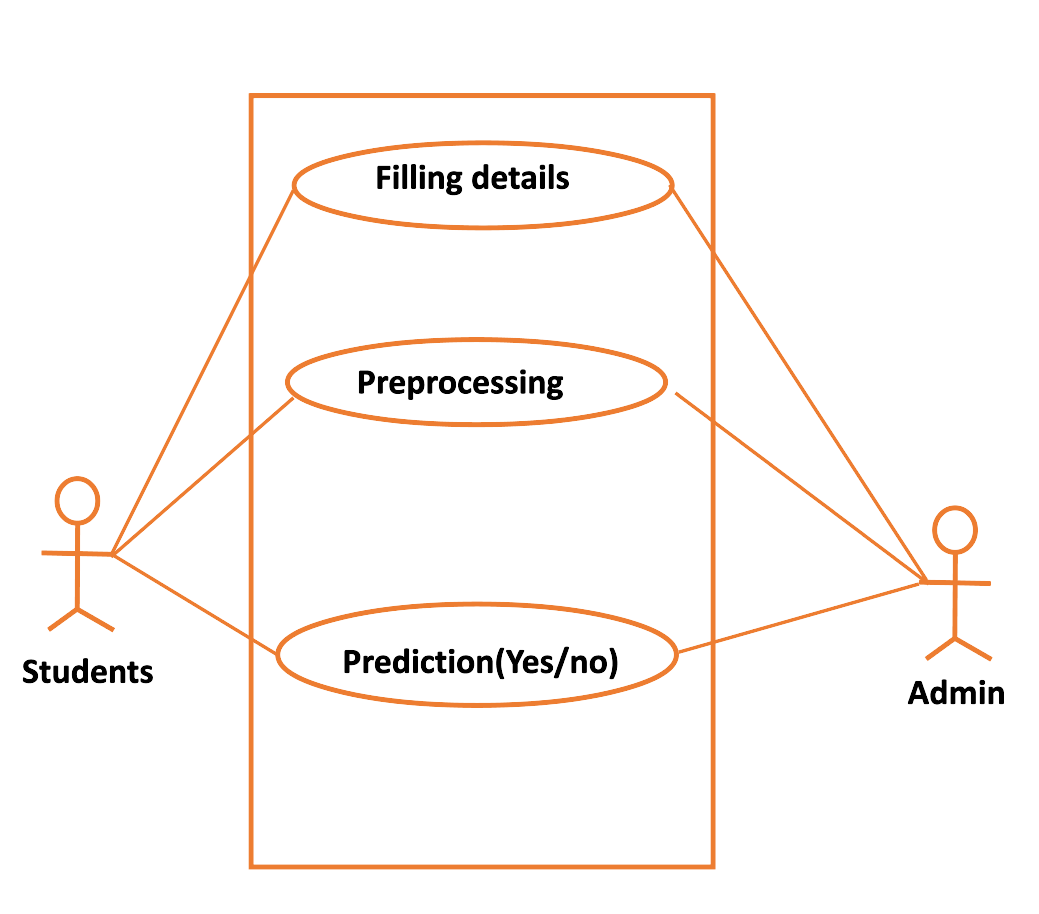 Filling details
Preprocessing
Prediction(Yes/no)
Students
Admin